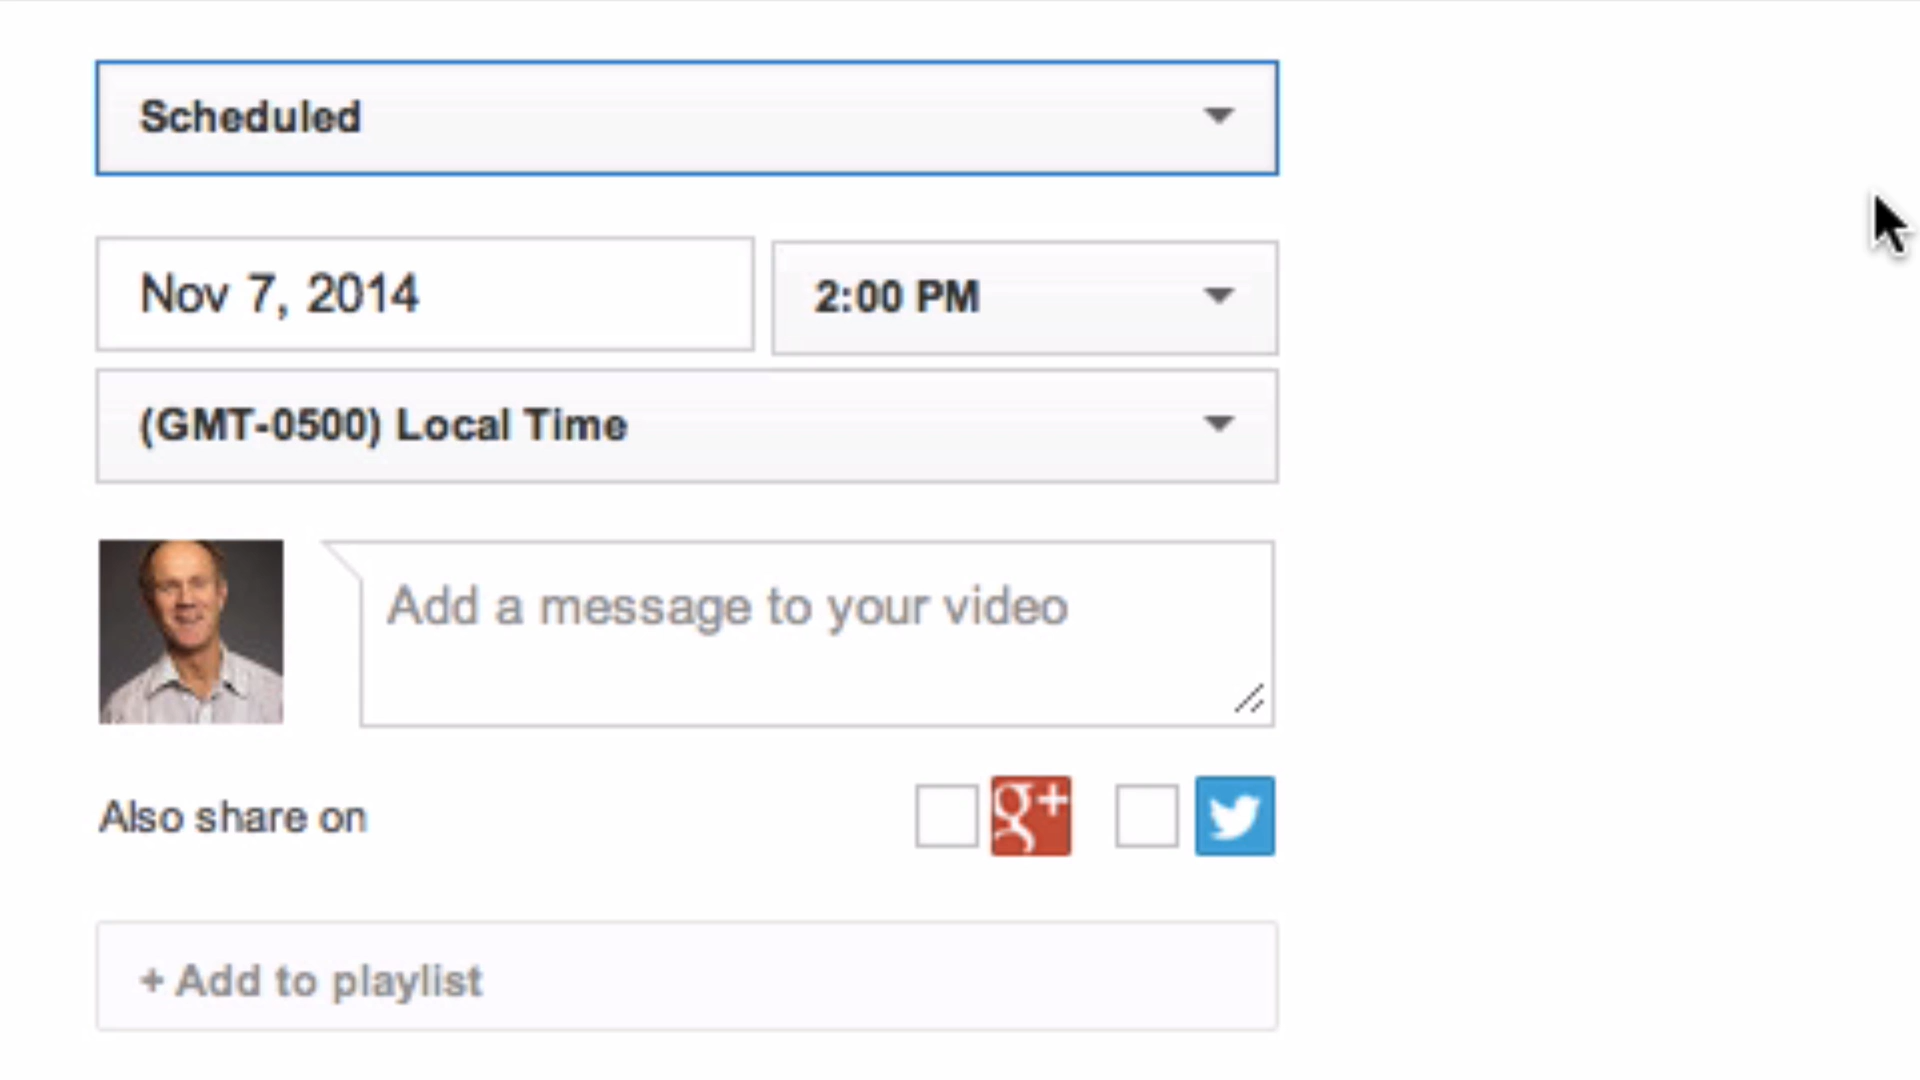 Scheduled
Nov 7, 2014
2:00 PM
(GMT-0500) Local Time
Add a message to your video
Also share on
g+
+ Add to playlist